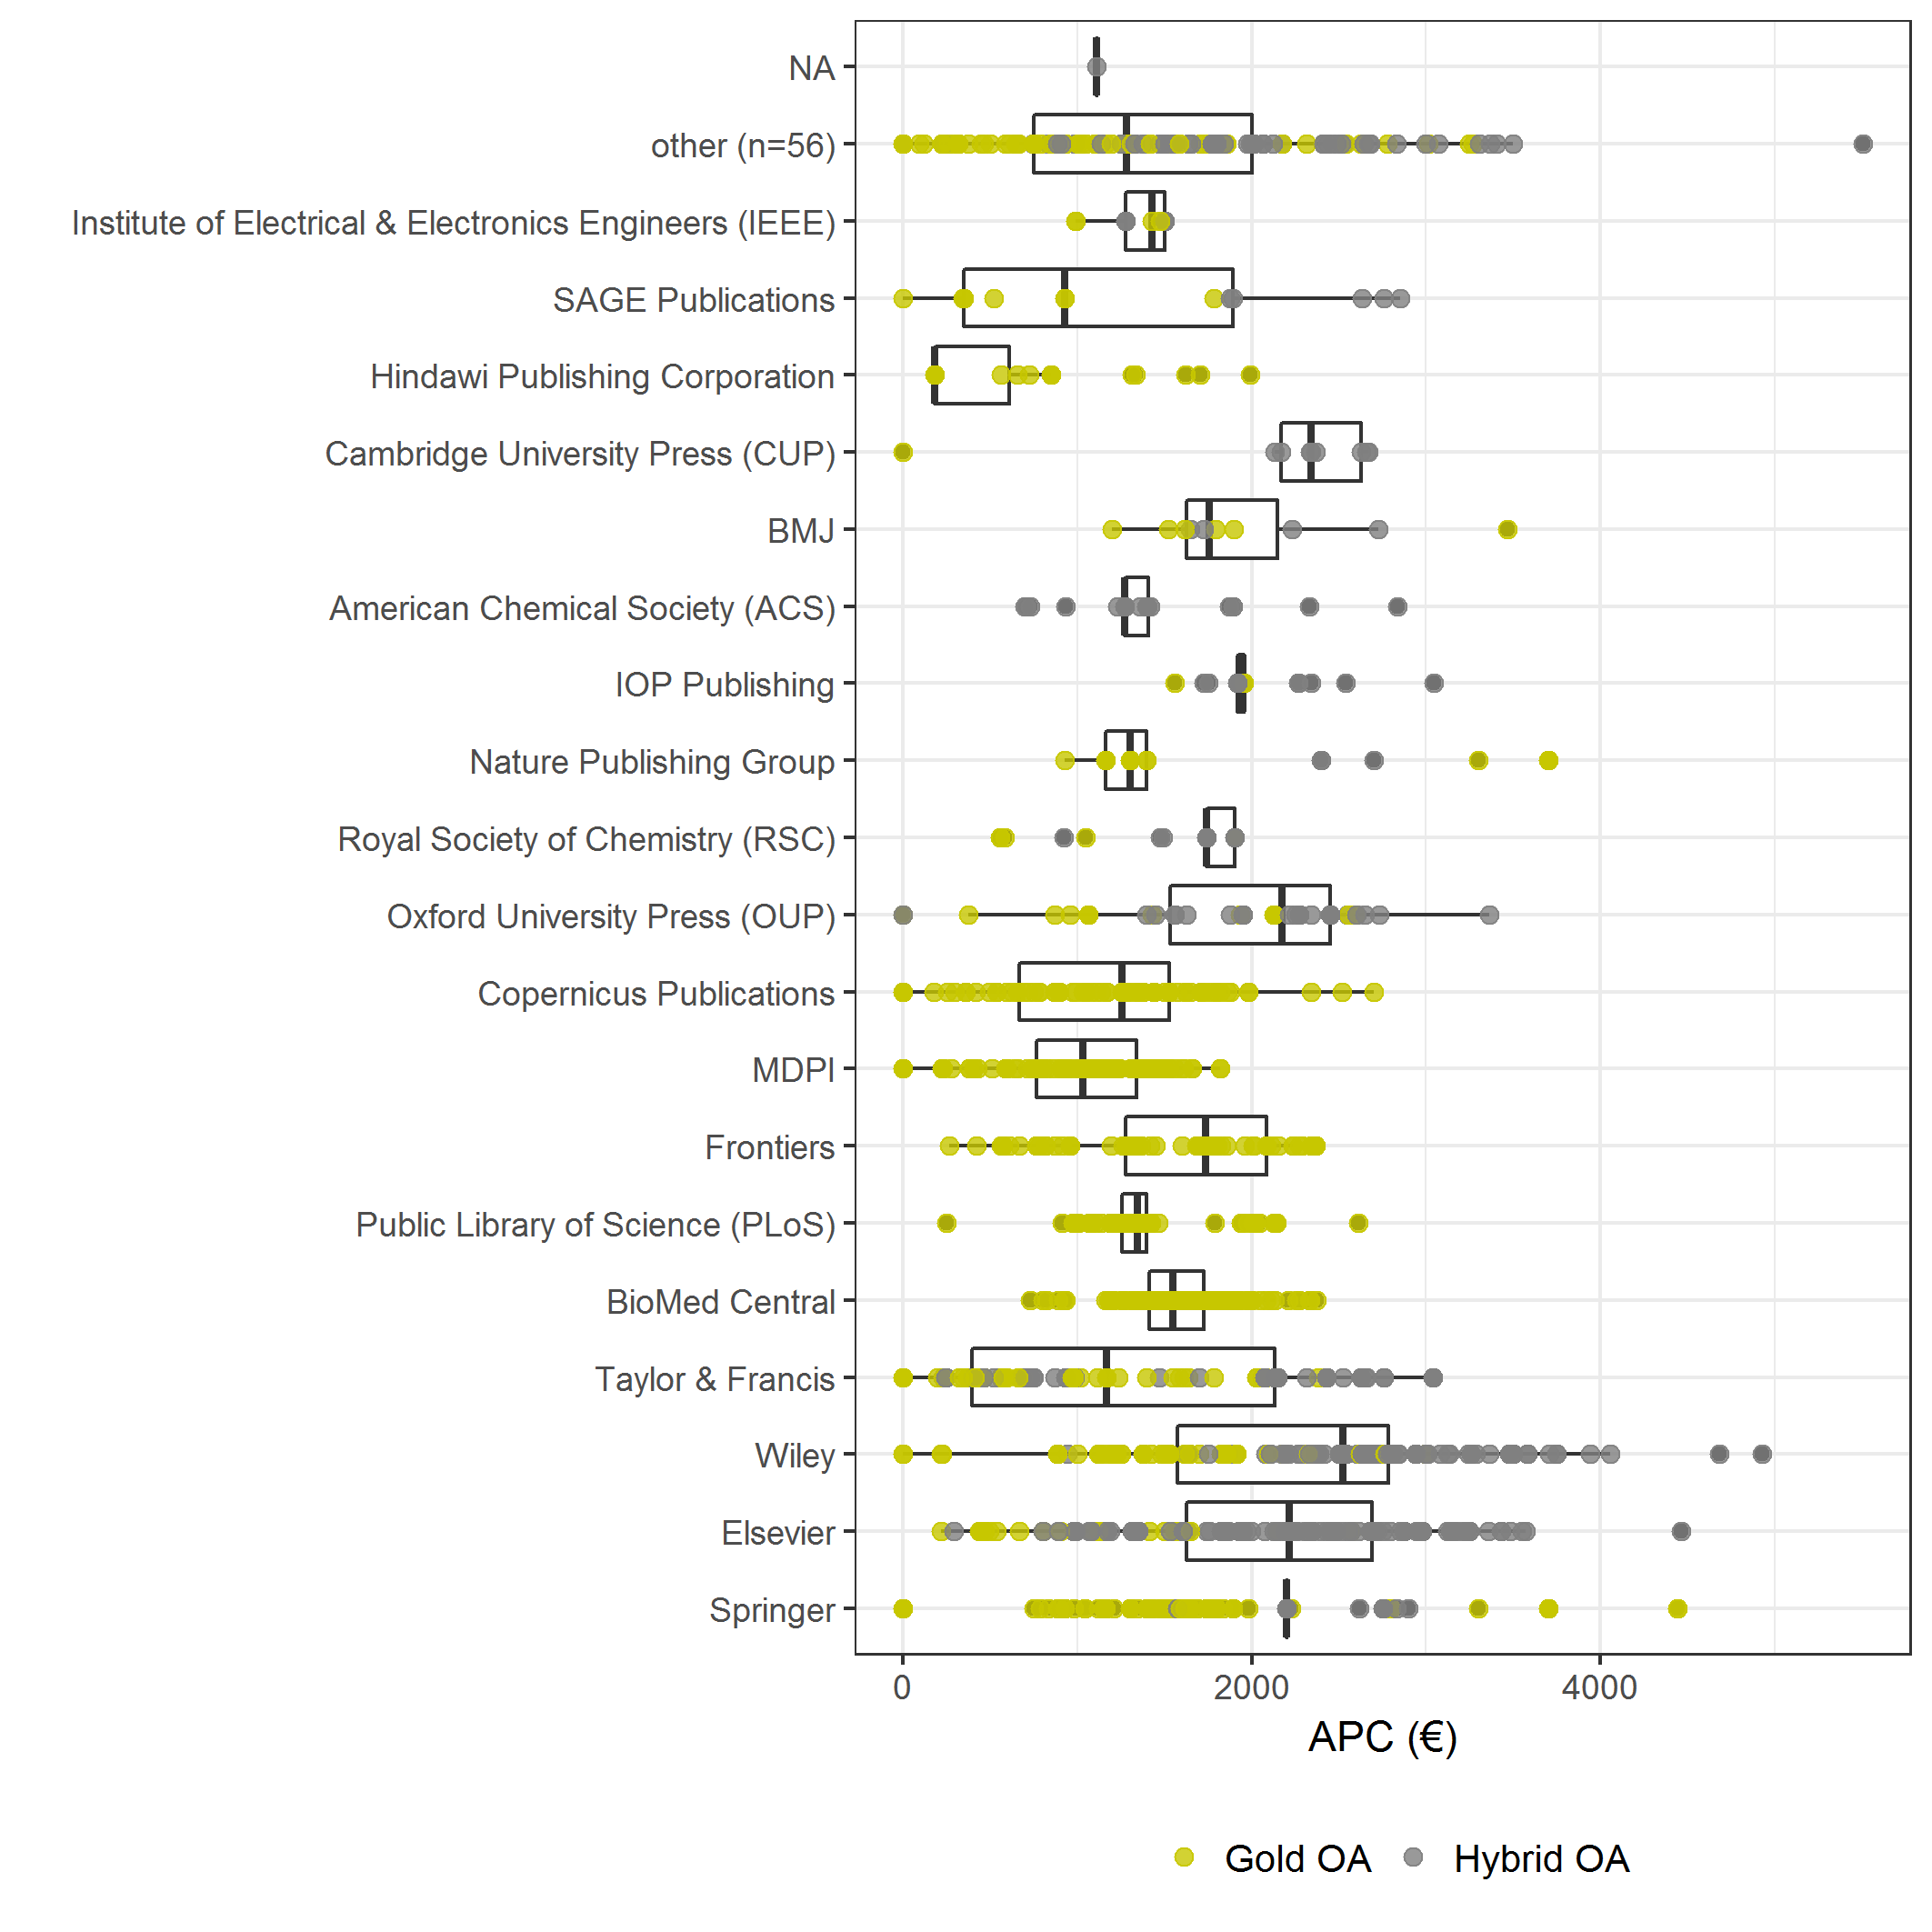 NA
other (n=56)
Institute of Electrical & Electronics Engineers (IEEE)
SAGE Publications
Hindawi Publishing Corporation
Cambridge University Press (CUP)
BMJ
American Chemical Society (ACS)
IOP Publishing
Nature Publishing Group
Royal Society of Chemistry (RSC)
Oxford University Press (OUP)
Copernicus Publications
MDPI
Frontiers
Public Library of Science (PLoS)
BioMed Central
Taylor & Francis
Wiley
Elsevier
Springer
0 2000 4000
APC (€)
Gold OA Hybrid OA